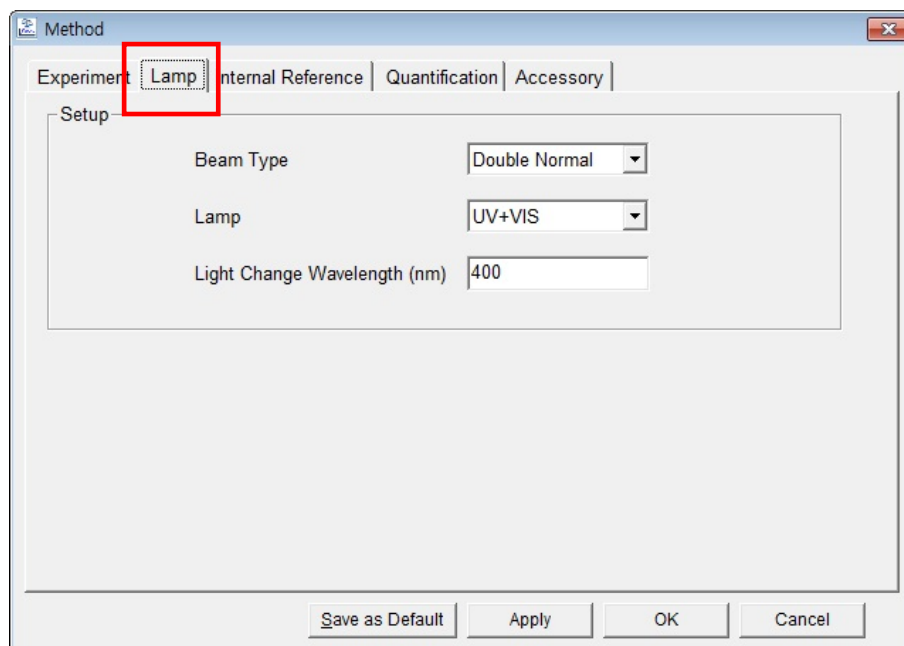 Method
Experiment Lamp Internal Reference Quantification Accessory
Setup
Beam Type Double Normal
Lamp UV+VIS
Light Change Wavelength (nm) 400
Save as Default Apply OK Cancel